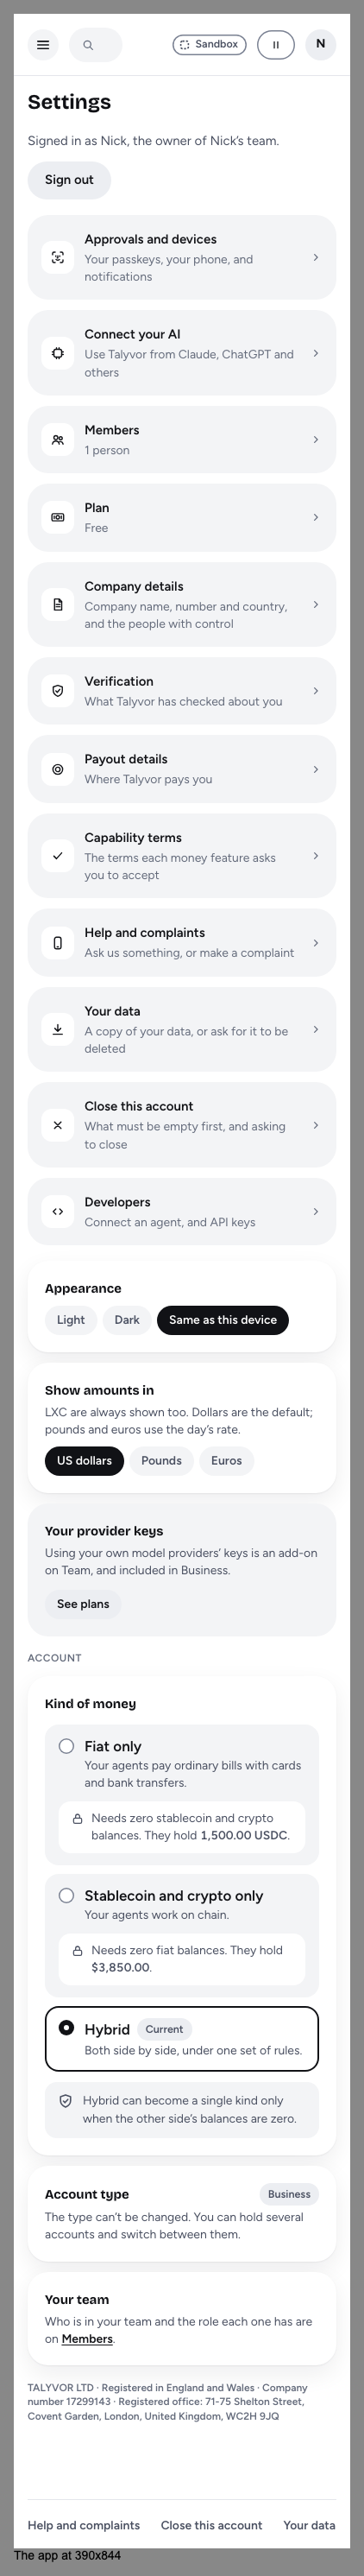 Sandbox
N
Settings
Signed in as Nick, the owner of Nick's team.
Sign out
Approvals and devices
Your passkeys, your phone, and
notifications
Connect your AI
Use Talyvor from Claude, ChatGPT and
others
Members
1 person
Plan
Free
Company details
Company name, number and country,
and the people with control
Verification
What Talyvor has checked about you
Payout details
Where Talyvor pays you
Capability terms
The terms each money feature asks
you to accept
Help and complaints
Ask us something, or make a complaint
Your data
A copy of your data, or ask for it to be
deleted
Close this account
What must be empty first, and asking
to close
Developers
Connect an agent, and API keys
Appearance
Light Dark Same as this device
Show amounts in
LXC are always shown too. Dollars are the default;
pounds and euros use the day's rate.
US dollars Pounds Euros
Your provider keys
Using your own model providers' keys is an add-on
on Team, and included in Business.
See plans
ACCOUNT
Kind of money
Fiat only
Your agents pay ordinary bills with cards
and bank transfers.
Needs zero stablecoin and crypto
balances. They hold 1,500.00 USDC.
Stablecoin and crypto only
Your agents work on chain.
Needs zero fiat balances. They hold
$3,850.00.
Hybrid Current
Both side by side, under one set of rules.
Hybrid can become a single kind only
when the other side's balances are zero.
Account type Business
The type can't be changed. You can hold several
accounts and switch between them.
Your team
Who is in your team and the role each one has are
on Members.
TALYVOR LTD · Registered in England and Wales · Company
number 17299143 · Registered office: 71-75 Shelton Street,
Covent Garden, London, United Kingdom, WC2H 9JQ
Help and complaints Close this account Your data
The app at 390x844